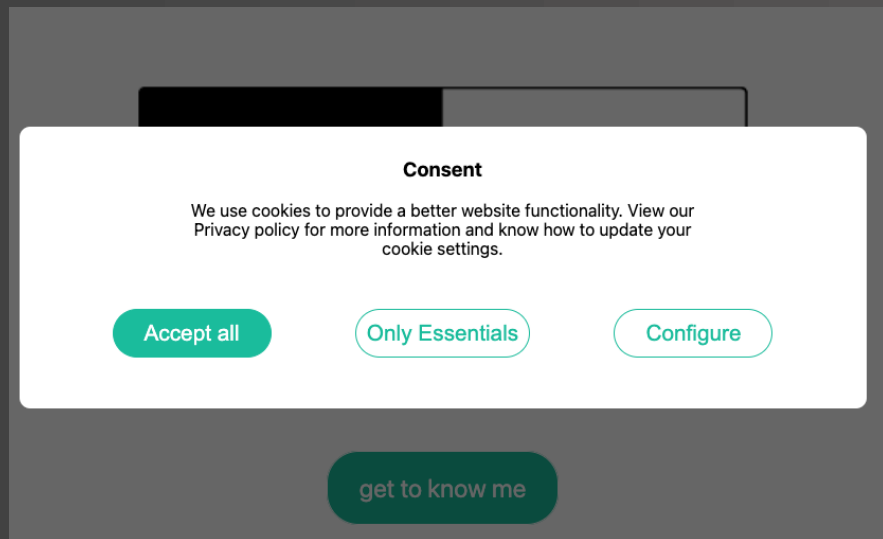 Consent
We use cookies to provide a better website functionality. View our
Privacy policy for more information and know how to update your
cookie settings.
Accept all
Only Essentials
Configure
get to know me